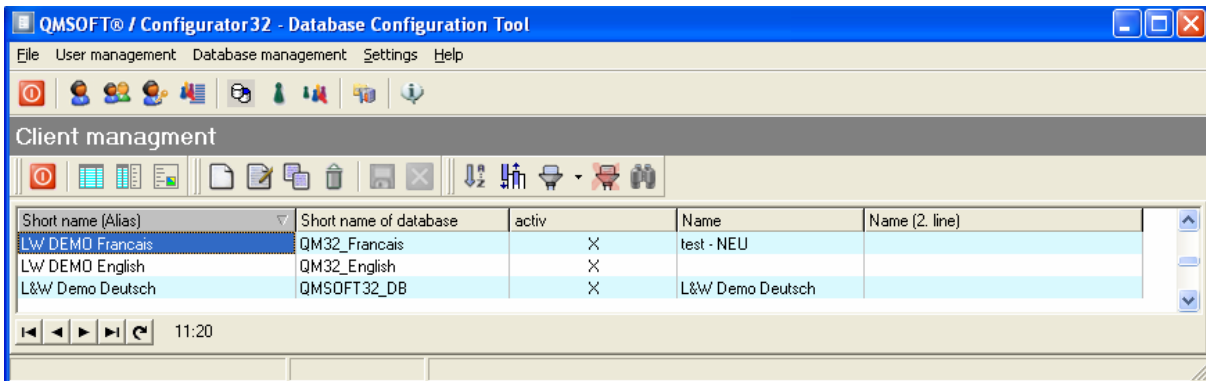 QMSOFT® / Configurator32 - Database Configuration Tool
File User management Database management Settings Help
Client managment
Short name (Alias) Short name of database activ Name Name (2. line)
LW DEMO Francais QM32_Francais X test - NEU
LW DEMO English QM32_English X
L&W Demo Deutsch QMSOFT32_DB X L&W Demo Deutsch
11:20